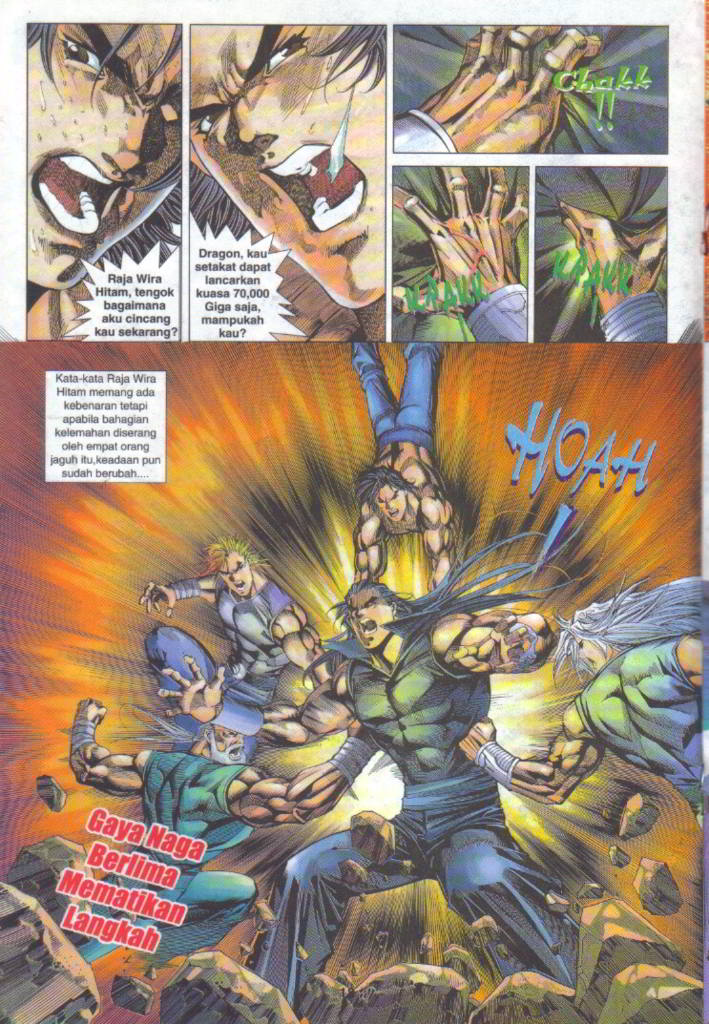 Raja Wira
Hitam, tengok
bagaimana
aku cincang
kau sekarang?
Dragon, kau
setakat dapat
lancarkan
kuasa 70,000
Giga saja,
mampukah
kau?
Chakk
!!
KRAKK
KRAKK
!
Kata-kata Raja Wira
Hitam memang ada
kebenaran tetapi
apabila bahagian
kelemahan diserang
oleh empat orang
jaguh itu,keadaan pun
sudah berubah....
HOAH
!
Gaya Naga
Berlima
Mematikan
Langkah